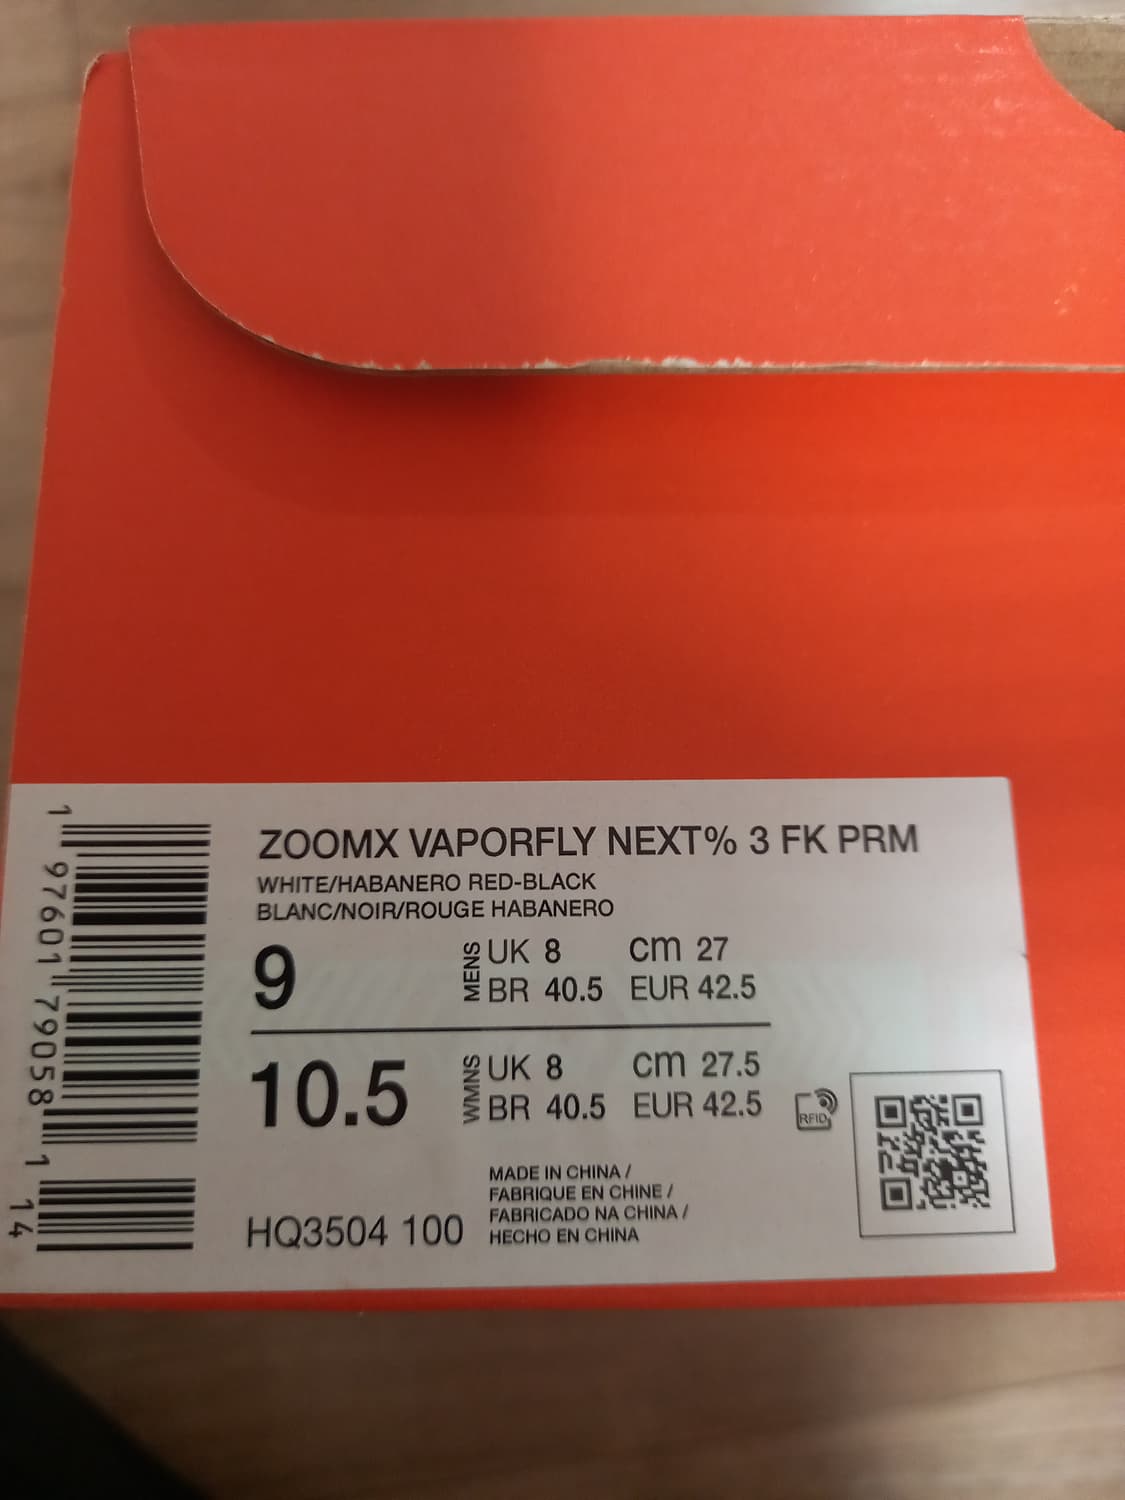 ZOOMX VAPORFLY NEXT% 3 FK PRM
WHITE/HABANERO RED-BLACK
BLANC/NOIR/ROUGE HABANERO
9 MENS UK 8 cm 27
BR 40.5 EUR 42.5
10.5 WMNS UK 8 cm 27.5
BR 40.5 EUR 42.5
RFID
MADE IN CHINA /
FABRIQUE EN CHINE /
FABRICADO NA CHINA /
HECHO EN CHINA
HQ3504 100
1 97601 79058 1 14